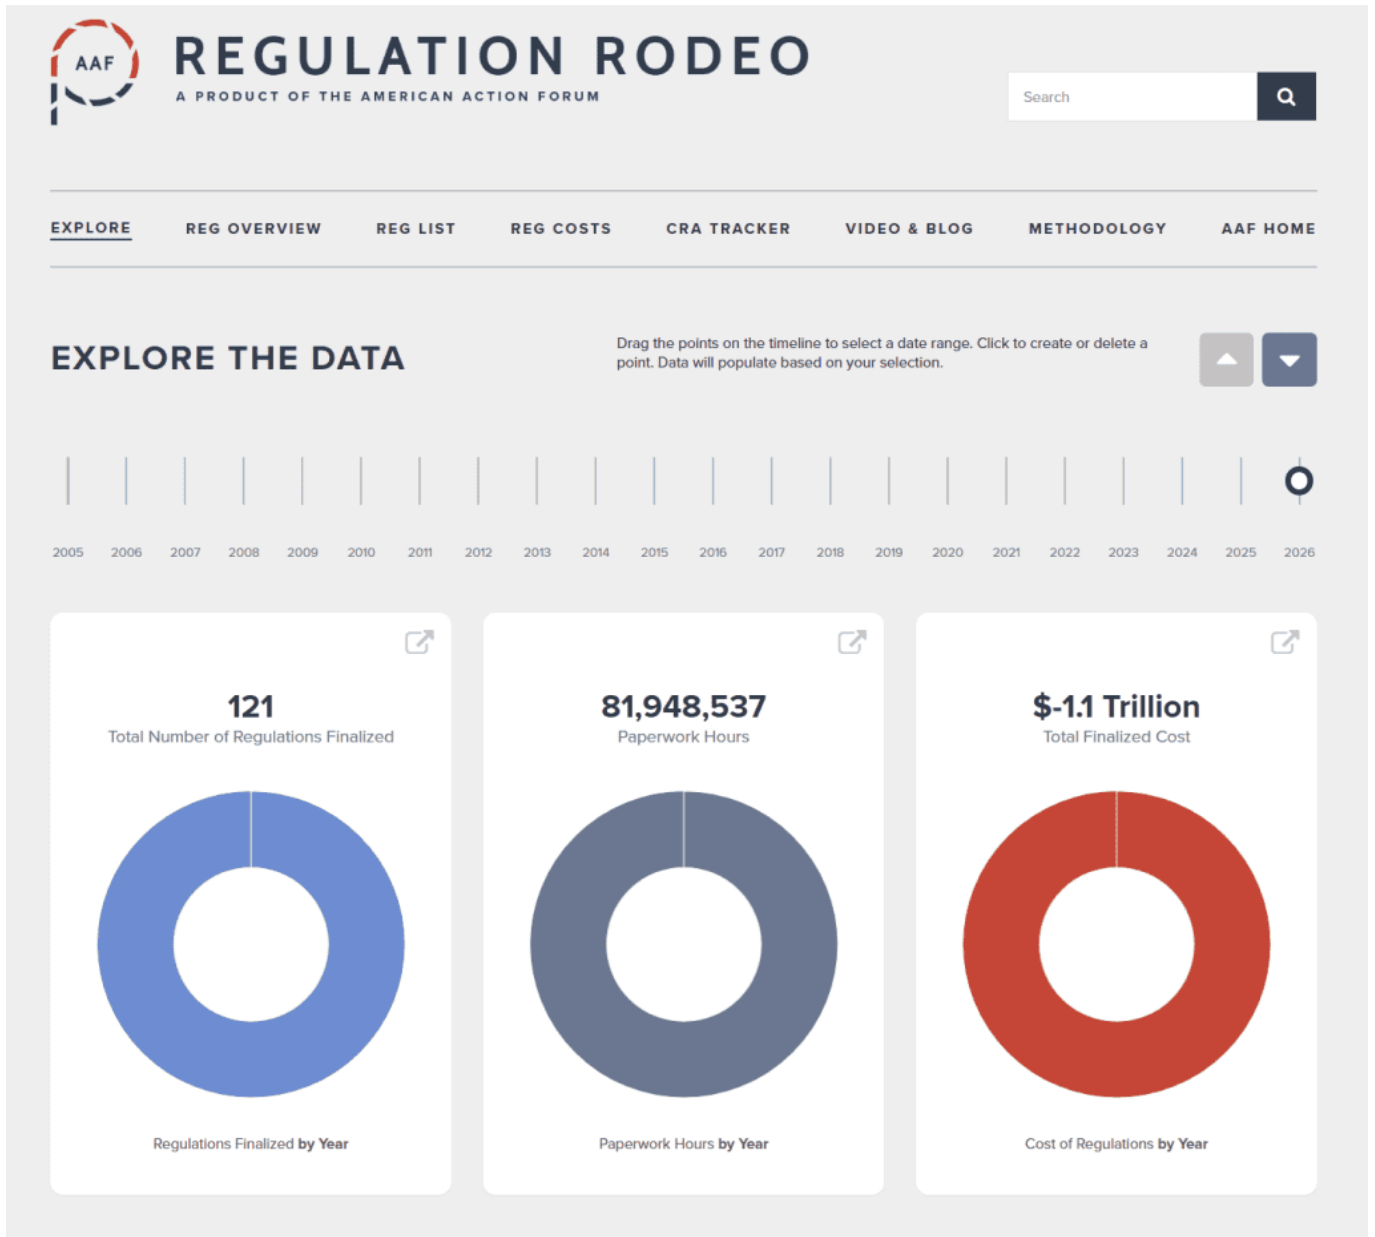 AAF
REGULATION RODEO
A PRODUCT OF THE AMERICAN ACTION FORUM
Search
EXPLORE REG OVERVIEW REG LIST REG COSTS CRA TRACKER VIDEO & BLOG METHODOLOGY AAF HOME
EXPLORE THE DATA
Drag the points on the timeline to select a date range. Click to create or delete a
point. Data will populate based on your selection.
2005 2006 2007 2008 2009 2010 2011 2012 2013 2014 2015 2016 2017 2018 2019 2020 2021 2022 2023 2024 2025 2026
121
Total Number of Regulations Finalized
Regulations Finalized by Year
81,948,537
Paperwork Hours
Paperwork Hours by Year
$-1.1 Trillion
Total Finalized Cost
Cost of Regulations by Year